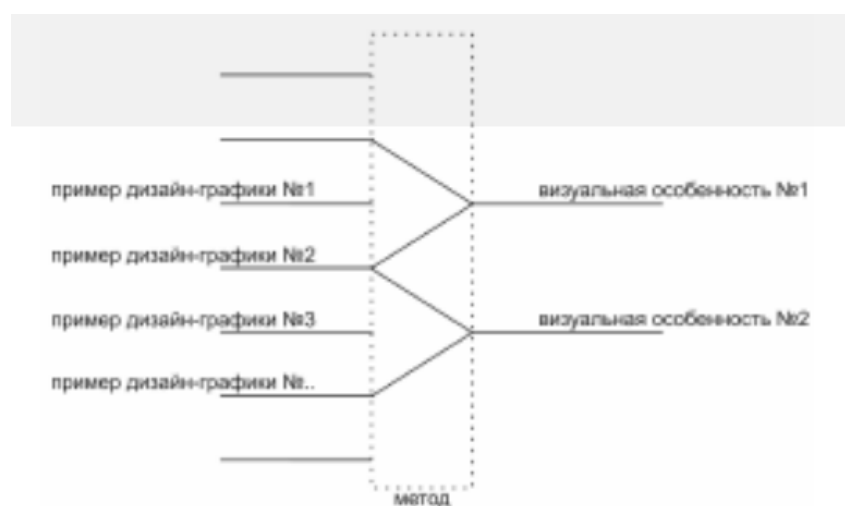 пример дизайн-графики №1
визуальная особенность №1
пример дизайн-графики №2
пример дизайн-графики №3
визуальная особенность №2
пример дизайн-графики №..
метод